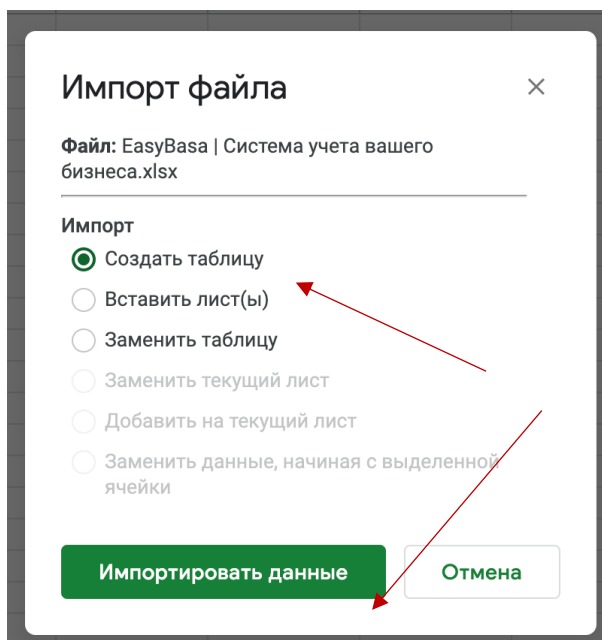 Импорт файла
Файл: EasyBasa | Система учета вашего
бизнеса.xlsx
Импорт
Создать таблицу
Вставить лист(ы)
Заменить таблицу
Заменить текущий лист
Добавить на текущий лист
Заменить данные, начиная с выделенной
ячейки
Импортировать данные
Отмена